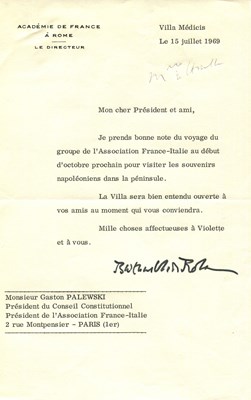 ACADÉMIE DE FRANCE
À ROME
LE DIRECTEUR
Villa Médicis
Le 15 juillet 1969
Mon cher Président et ami,
Je prends bonne note du voyage du
groupe de l'Association France-Italie au début
d'octobre prochain pour visiter les souvenirs
napoléoniens dans la péninsule.
La Villa sera bien entendu ouverte à
vos amis au moment qui vous conviendra.
Mille choses affectueuses à Violette
et à vous.
Monsieur Gaston PALEWSKI
Président du Conseil Constitutionnel
Président de l'Association France-Italie
2 rue Montpensier - PARIS (1er)